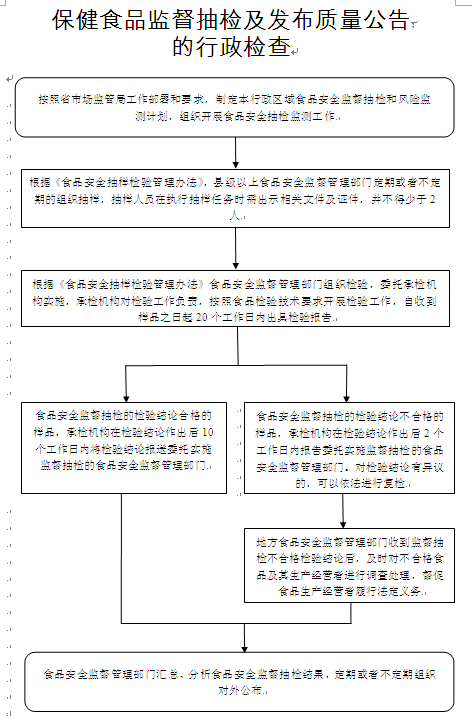 保健食品监督抽检及发布质量公告
的行政检查
按照省市场监管局工作部署和要求，制定本行政区域食品安全监督抽检和风险监
测计划，组织开展食品安全抽检监测工作.
根据《食品安全抽样检验管理办法》，县级以上食品安全监督管理部门定期或者不定
期的组织抽样，抽样人员在执行抽样任务时需出示相关文件及证件，并不得少于2
人.
根据《食品安全抽样检验管理办法》食品安全监督管理部门组织检验，委托承检机
构实施，承检机构对检验工作负责，按照食品检验技术要求开展检验工作，自收到
样品之日起20个工作日内出具检验报告.
食品安全监督抽检的检验结论合格的
样品，承检机构在检验结论作出后10
个工作日内将检验结论报送委托实施
监督抽检的食品安全监督管理部门.
食品安全监督抽检的检验结论不合格的
样品，承检机构在检验结论作出后2个
工作日内报告委托实施监督抽检的食品
安全监督管理部门。对检验结论有异议
的，可以依法进行复检.
地方食品安全监督管理部门收到监督抽
检不合格检验结论后，及时对不合格食
品及其生产经营者进行调查处理，督促
食品生产经营者履行法定义务.
食品安全监督管理部门汇总、分析食品安全监督抽检结果，定期或者不定期组织
对外公布.